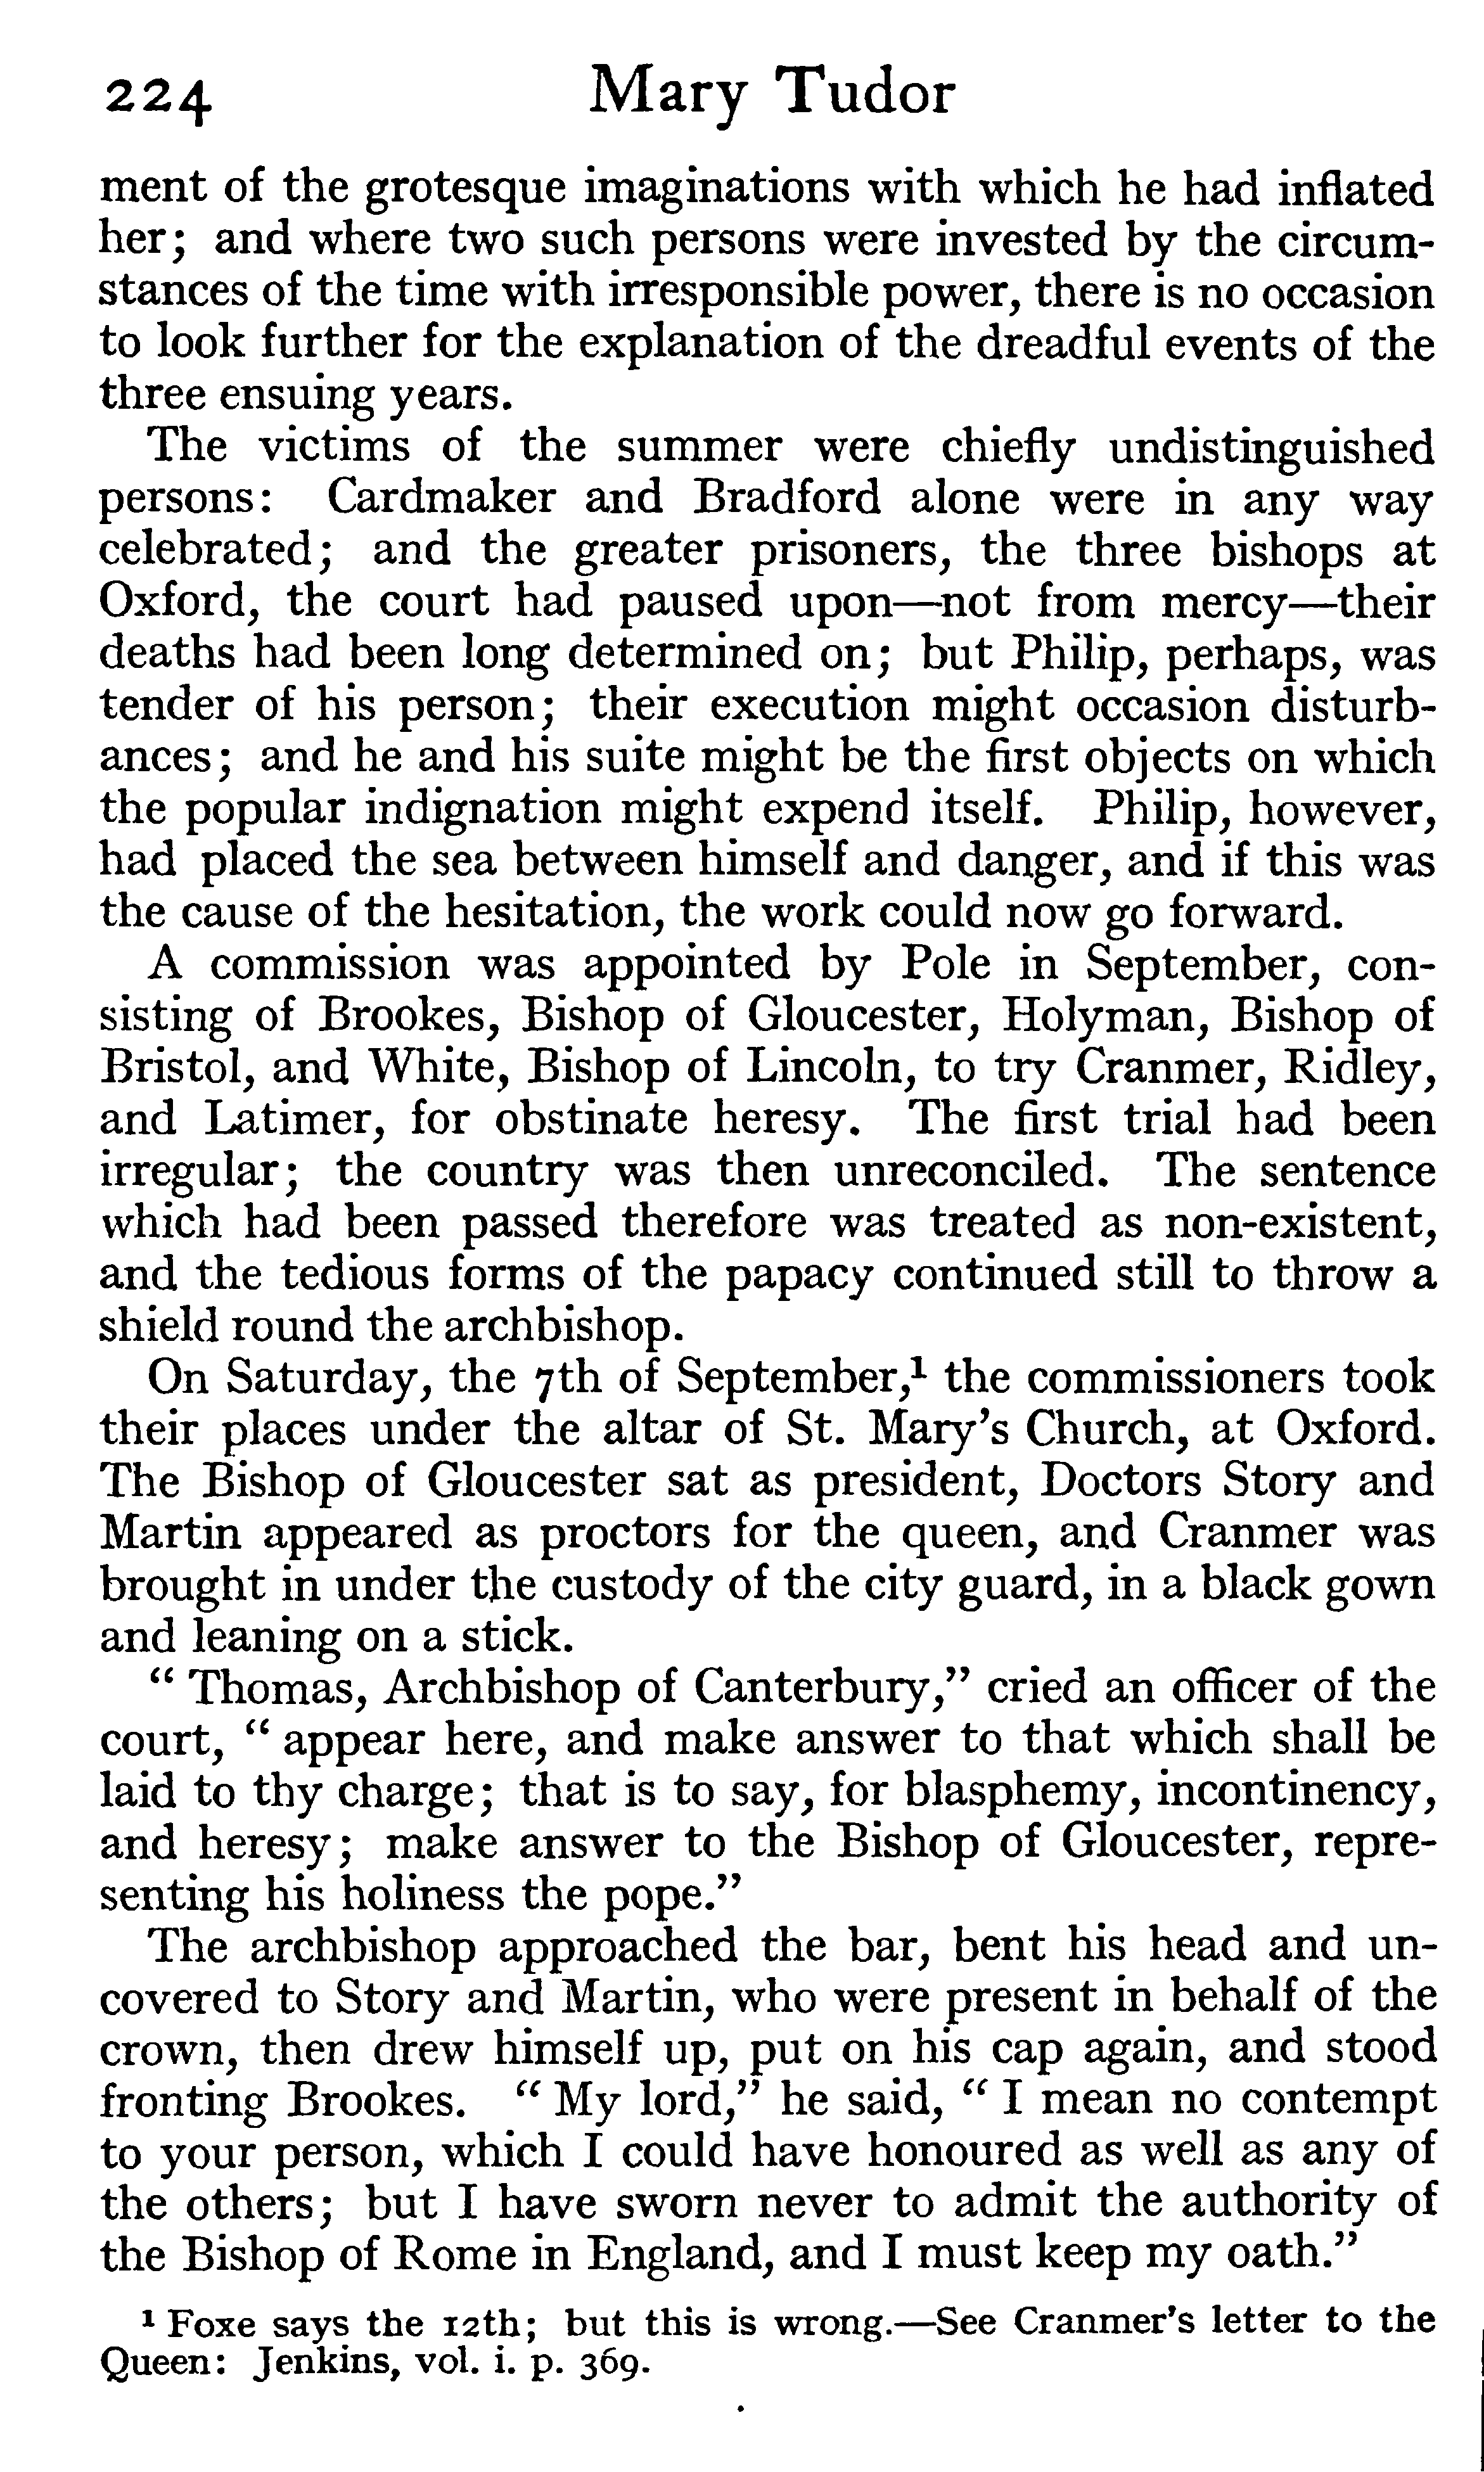 224 Mary Tudor
ment of the grotesque imaginations with which he had inflated
her; and where two such persons were invested by the circum-
stances of the time with irresponsible power, there is no occasion
to look further for the explanation of the dreadful events of the
three ensuing years.
The victims of the summer were chiefly undistinguished
persons: Cardmaker and Bradford alone were in any way
celebrated; and the greater prisoners, the three bishops at
Oxford, the court had paused upon—not from mercy—their
deaths had been long determined on; but Philip, perhaps, was
tender of his person; their execution might occasion disturb-
ances; and he and his suite might be the first objects on which
the popular indignation might expend itself. Philip, however,
had placed the sea between himself and danger, and if this was
the cause of the hesitation, the work could now go forward.
A commission was appointed by Pole in September, con-
sisting of Brookes, Bishop of Gloucester, Holyman, Bishop of
Bristol, and White, Bishop of Lincoln, to try Cranmer, Ridley,
and Latimer, for obstinate heresy. The first trial had been
irregular; the country was then unreconciled. The sentence
which had been passed therefore was treated as non-existent,
and the tedious forms of the papacy continued still to throw a
shield round the archbishop.
On Saturday, the 7th of September,¹ the commissioners took
their places under the altar of St. Mary's Church, at Oxford.
The Bishop of Gloucester sat as president, Doctors Story and
Martin appeared as proctors for the queen, and Cranmer was
brought in under the custody of the city guard, in a black gown
and leaning on a stick.
" Thomas, Archbishop of Canterbury," cried an officer of the
court, " appear here, and make answer to that which shall be
laid to thy charge; that is to say, for blasphemy, incontinency,
and heresy; make answer to the Bishop of Gloucester, repre-
senting his holiness the pope."
The archbishop approached the bar, bent his head and un-
covered to Story and Martin, who were present in behalf of the
crown, then drew himself up, put on his cap again, and stood
fronting Brookes. " My lord," he said, " I mean no contempt
to your person, which I could have honoured as well as any of
the others; but I have sworn never to admit the authority of
the Bishop of Rome in England, and I must keep my oath."
¹ Foxe says the 12th; but this is wrong.—See Cranmer's letter to the
Queen: Jenkins, vol. i. p. 369.